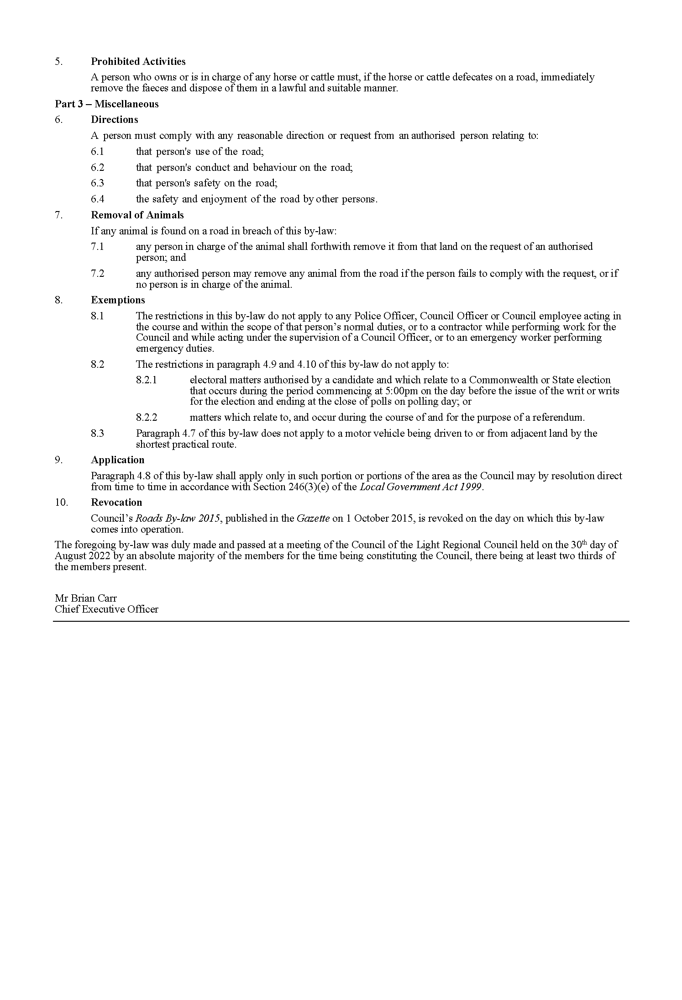 5. Prohibited Activities
A person who owns or is in charge of any horse or cattle must, if the horse or cattle defecates on a road, immediately
remove the faeces and dispose of them in a lawful and suitable manner.
Part 3 – Miscellaneous
6. Directions
A person must comply with any reasonable direction or request from an authorised person relating to:
6.1 that person's use of the road;
6.2 that person's conduct and behaviour on the road;
6.3 that person's safety on the road;
6.4 the safety and enjoyment of the road by other persons.
7. Removal of Animals
If any animal is found on a road in breach of this by-law:
7.1 any person in charge of the animal shall forthwith remove it from that land on the request of an authorised
person; and
7.2 any authorised person may remove any animal from the road if the person fails to comply with the request, or if
no person is in charge of the animal.
8. Exemptions
8.1 The restrictions in this by-law do not apply to any Police Officer, Council Officer or Council employee acting in
the course and within the scope of that person’s normal duties, or to a contractor while performing work for the
Council and while acting under the supervision of a Council Officer, or to an emergency worker performing
emergency duties.
8.2 The restrictions in paragraph 4.9 and 4.10 of this by-law do not apply to:
8.2.1 electoral matters authorised by a candidate and which relate to a Commonwealth or State election
that occurs during the period commencing at 5:00pm on the day before the issue of the writ or writs
for the election and ending at the close of polls on polling day; or
8.2.2 matters which relate to, and occur during the course of and for the purpose of a referendum.
8.3 Paragraph 4.7 of this by-law does not apply to a motor vehicle being driven to or from adjacent land by the
shortest practical route.
9. Application
Paragraph 4.8 of this by-law shall apply only in such portion or portions of the area as the Council may by resolution direct
from time to time in accordance with Section 246(3)(e) of the Local Government Act 1999.
10. Revocation
Council’s Roads By-law 2015, published in the Gazette on 1 October 2015, is revoked on the day on which this by-law
comes into operation.
The foregoing by-law was duly made and passed at a meeting of the Council of the Light Regional Council held on the 30th day of
August 2022 by an absolute majority of the members for the time being constituting the Council, there being at least two thirds of
the members present.
Mr Brian Carr
Chief Executive Officer